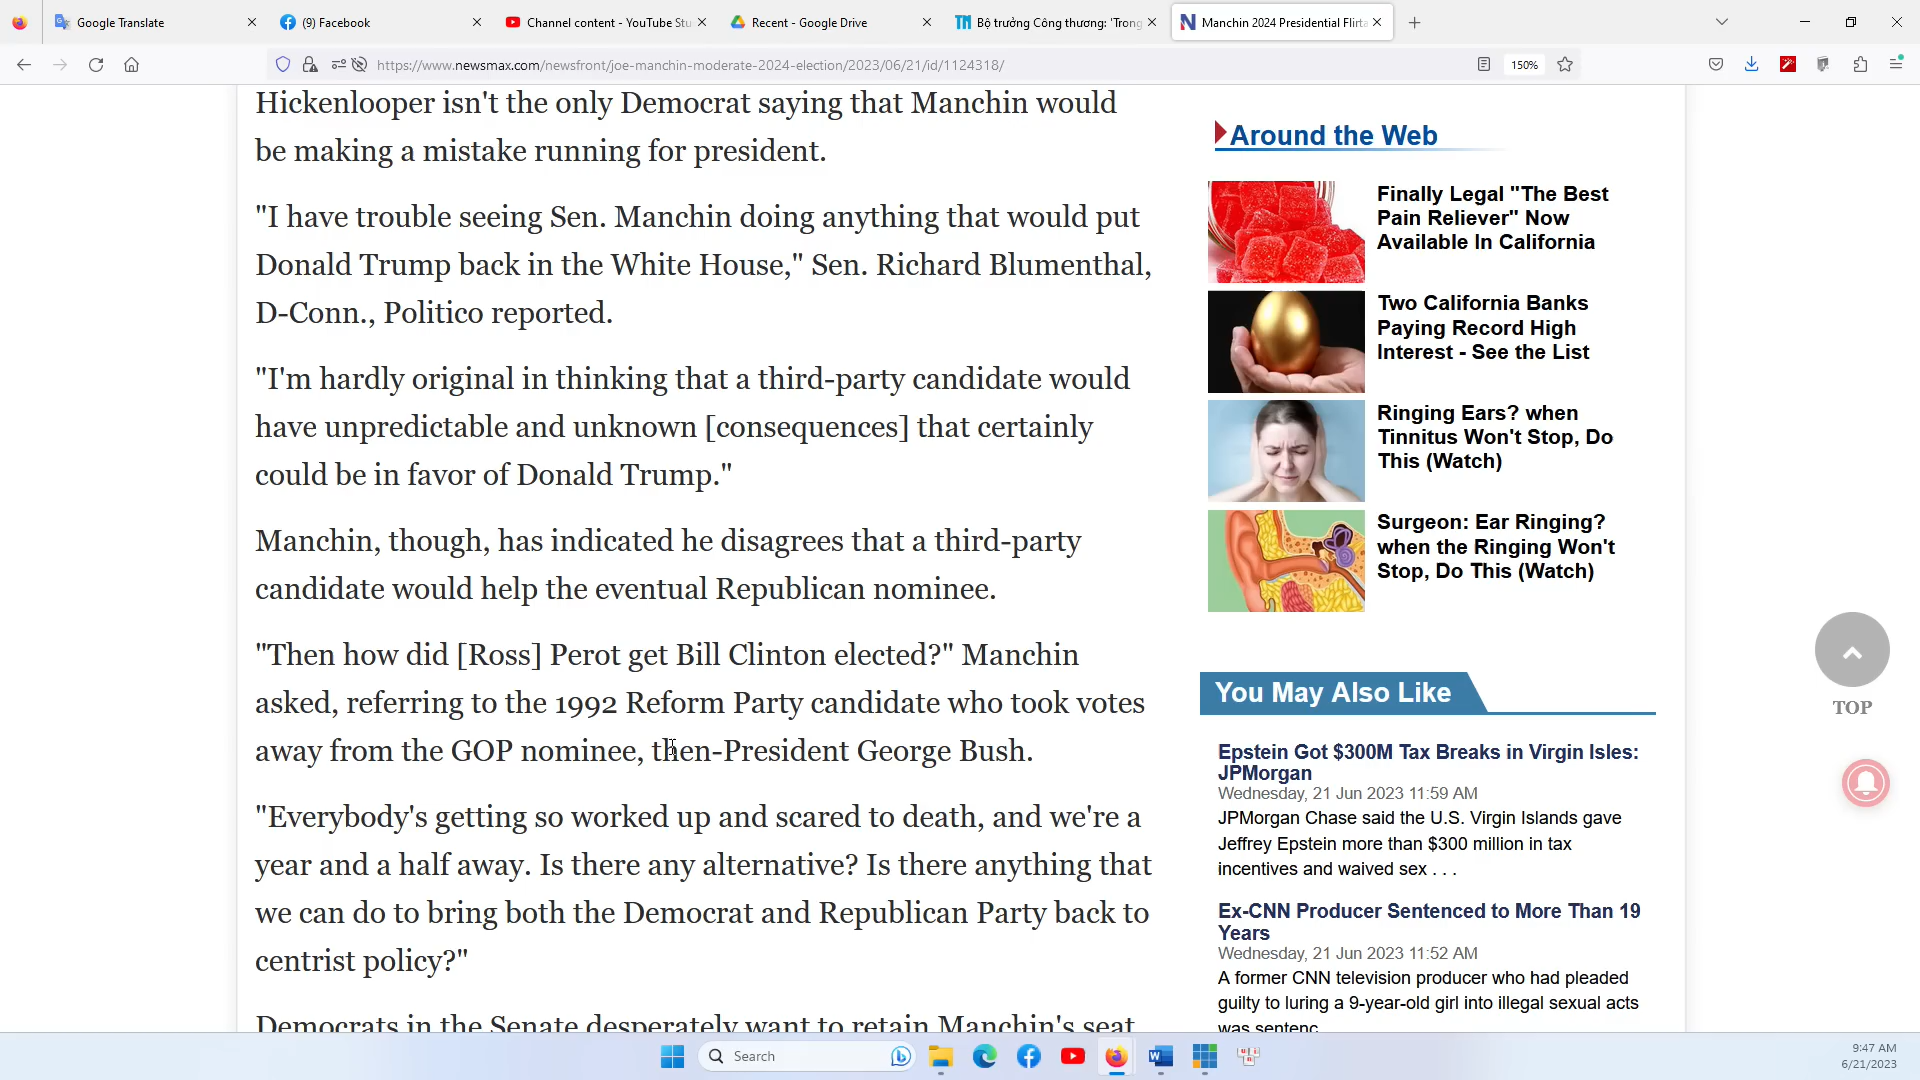 Google Translate
(9) Facebook
Channel content - YouTube Stu
Recent - Google Drive
Bộ trưởng Công thương: 'Trong
Manchin 2024 Presidential Flirta
https://www.newsmax.com/newsfront/joe-manchin-moderate-2024-election/2023/06/21/id/1124318/
150%
Hickenlooper isn't the only Democrat saying that Manchin would
be making a mistake running for president.
"I have trouble seeing Sen. Manchin doing anything that would put
Donald Trump back in the White House," Sen. Richard Blumenthal,
D-Conn., Politico reported.
"I'm hardly original in thinking that a third-party candidate would
have unpredictable and unknown [consequences] that certainly
could be in favor of Donald Trump."
Manchin, though, has indicated he disagrees that a third-party
candidate would help the eventual Republican nominee.
"Then how did [Ross] Perot get Bill Clinton elected?" Manchin
asked, referring to the 1992 Reform Party candidate who took votes
away from the GOP nominee, then-President George Bush.
"Everybody's getting so worked up and scared to death, and we're a
year and a half away. Is there any alternative? Is there anything that
we can do to bring both the Democrat and Republican Party back to
centrist policy?"
Democrats in the Senate desperately want to retain Manchin's seat
Around the Web
Finally Legal "The Best
Pain Reliever" Now
Available In California
Two California Banks
Paying Record High
Interest - See the List
Ringing Ears? when
Tinnitus Won't Stop, Do
This (Watch)
Surgeon: Ear Ringing?
when the Ringing Won't
Stop, Do This (Watch)
You May Also Like
Epstein Got $300M Tax Breaks in Virgin Isles:
JPMorgan
Wednesday, 21 Jun 2023 11:59 AM
JPMorgan Chase said the U.S. Virgin Islands gave
Jeffrey Epstein more than $300 million in tax
incentives and waived sex . . .
Ex-CNN Producer Sentenced to More Than 19
Years
Wednesday, 21 Jun 2023 11:52 AM
A former CNN television producer who had pleaded
guilty to luring a 9-year-old girl into illegal sexual acts
was sentenc
TOP
Search
9:47 AM
6/21/2023